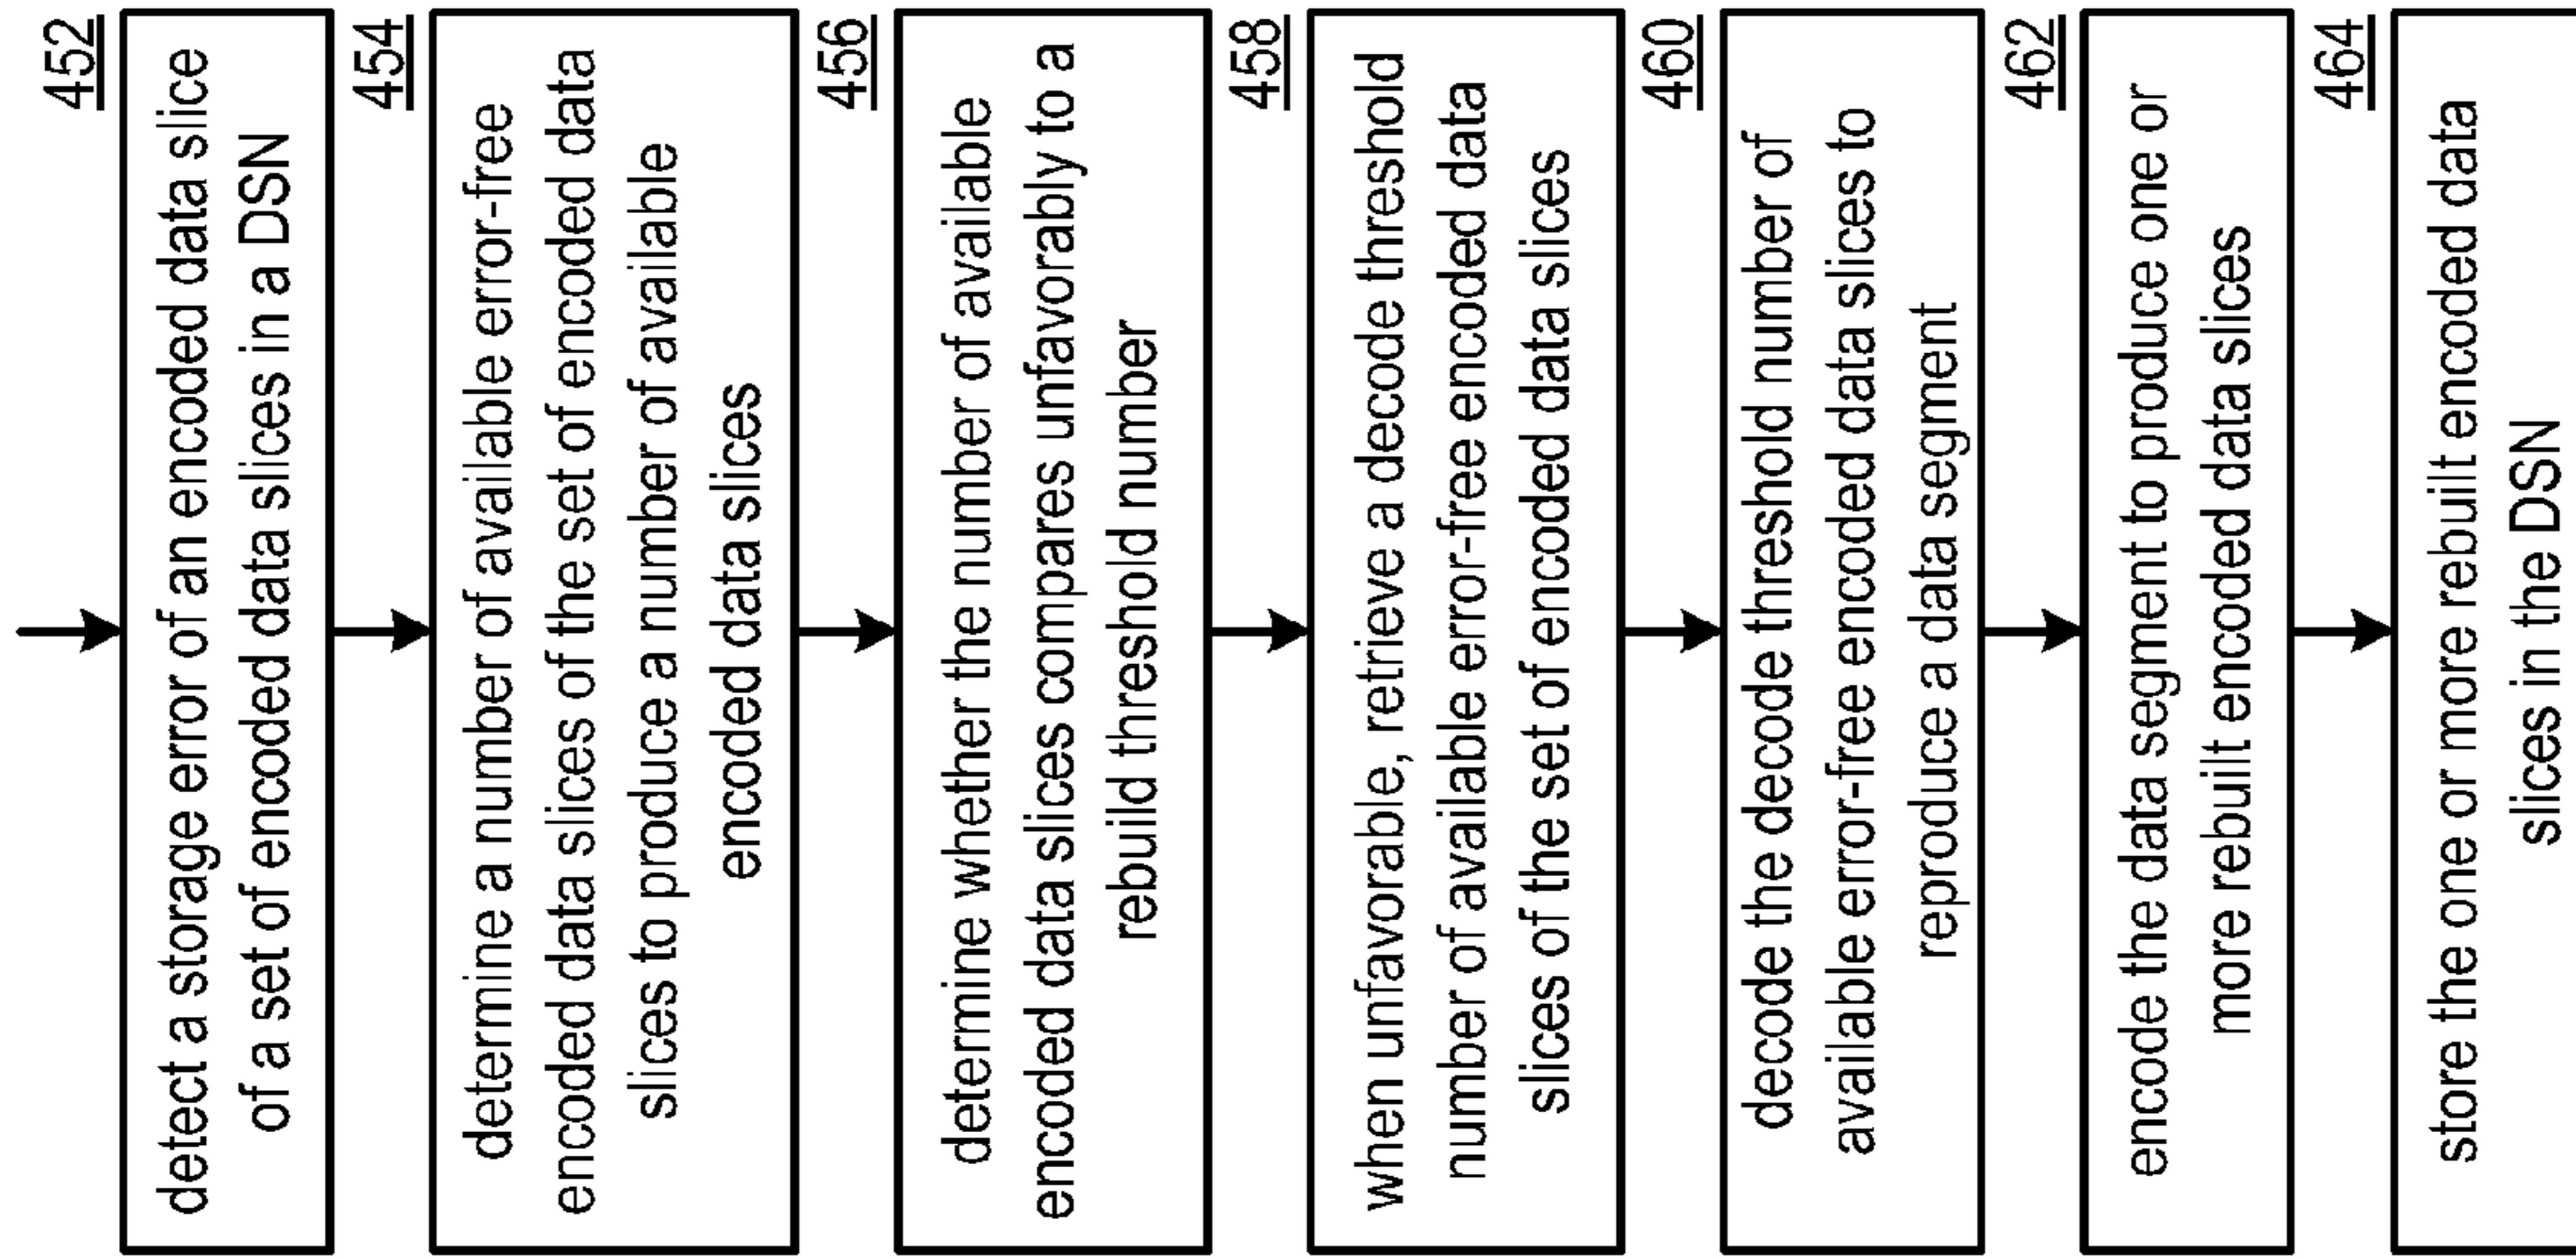 452
detect a storage error of an encoded data slice
of a set of encoded data slices in a DSN
454
determine a number of available error-free
encoded data slices of the set of encoded data
slices to produce a number of available
encoded data slices
456
determine whether the number of available
encoded data slices compares unfavorably to a
rebuild threshold number
458
when unfavorable, retrieve a decode threshold
number of available error-free encoded data
slices of the set of encoded data slices
460
decode the decode threshold number of
available error-free encoded data slices to
reproduce a data segment
462
encode the data segment to produce one or
more rebuilt encoded data slices
464
store the one or more rebuilt encoded data
slices in the DSN